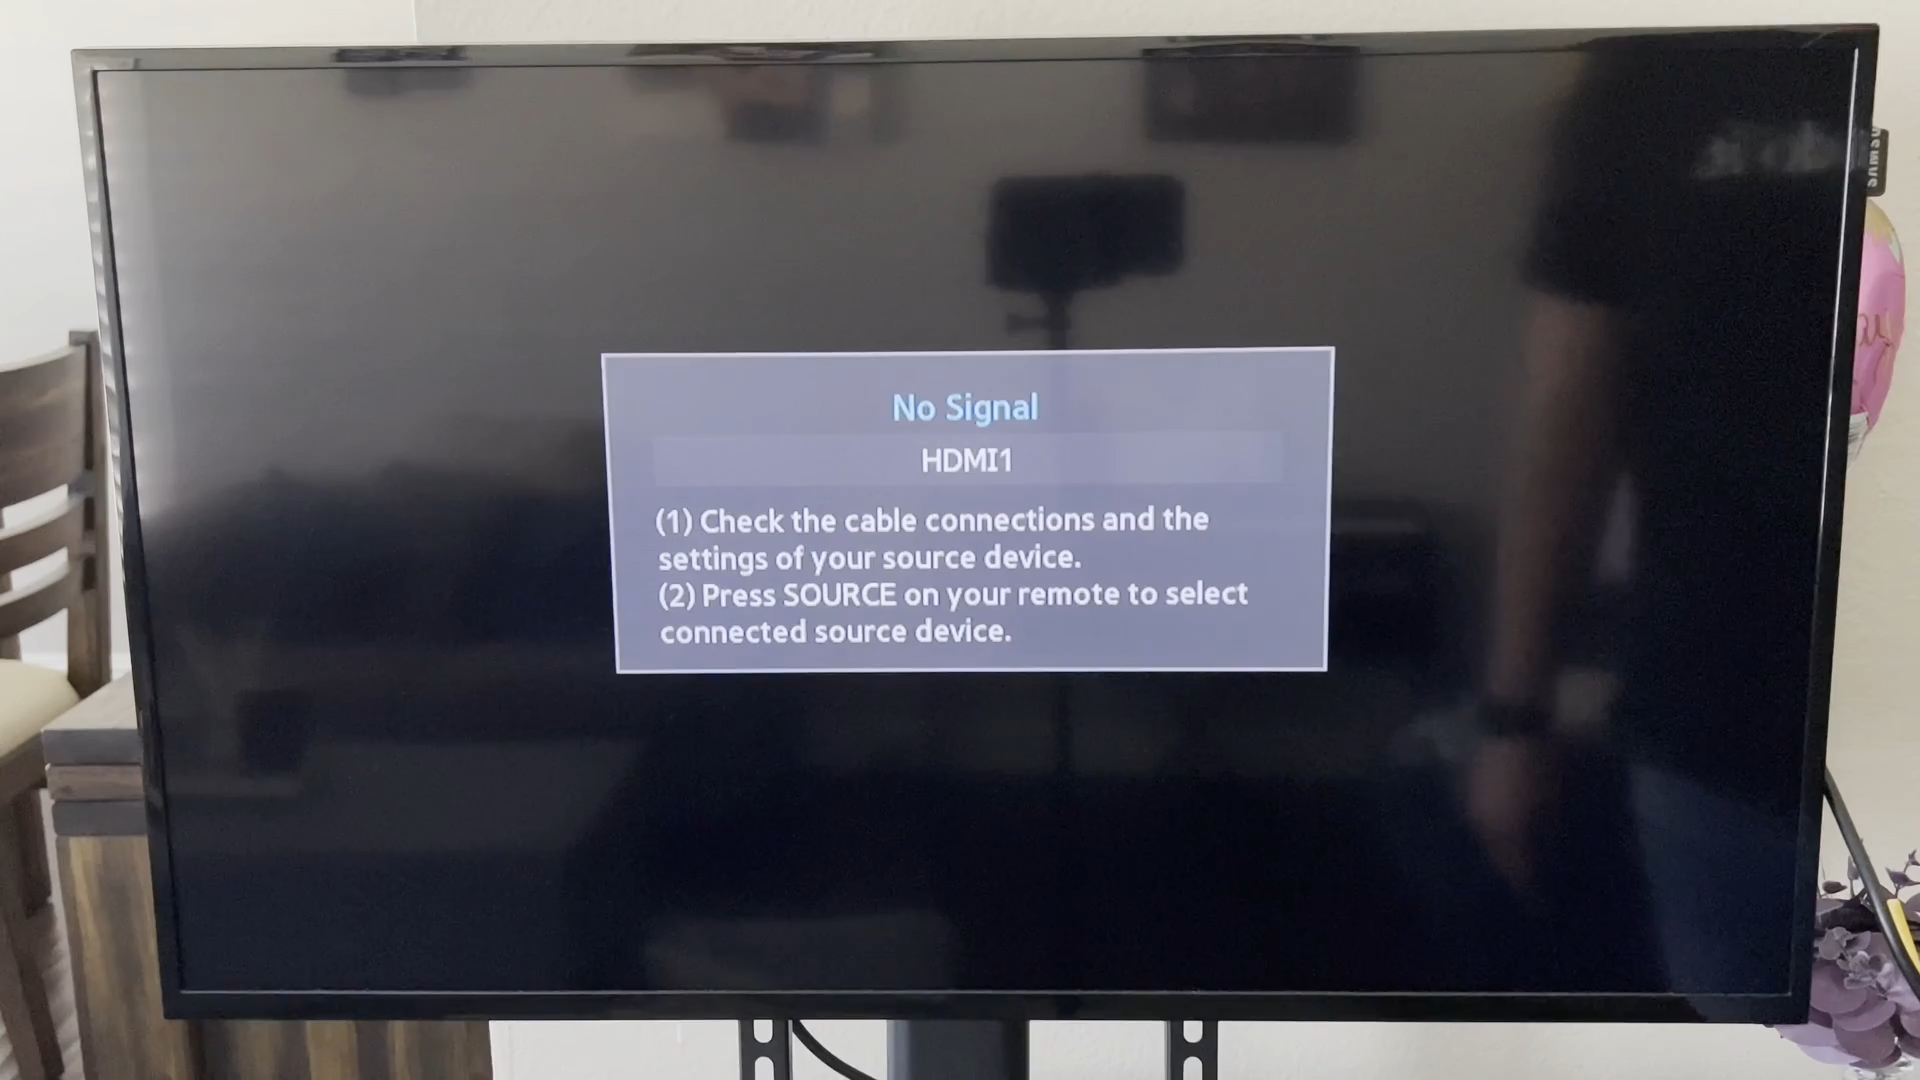 No Signal
HDMI1
(1) Check the cable connections and the
settings of your source device.
(2) Press SOURCE on your remote to select
connected source device.